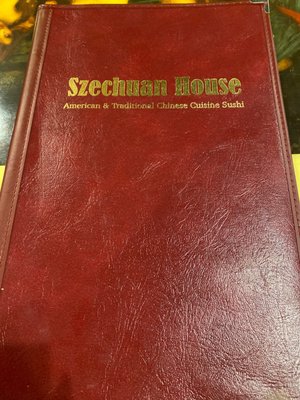 Szechuan House
American & Traditional Chinese Cuisine Sushi